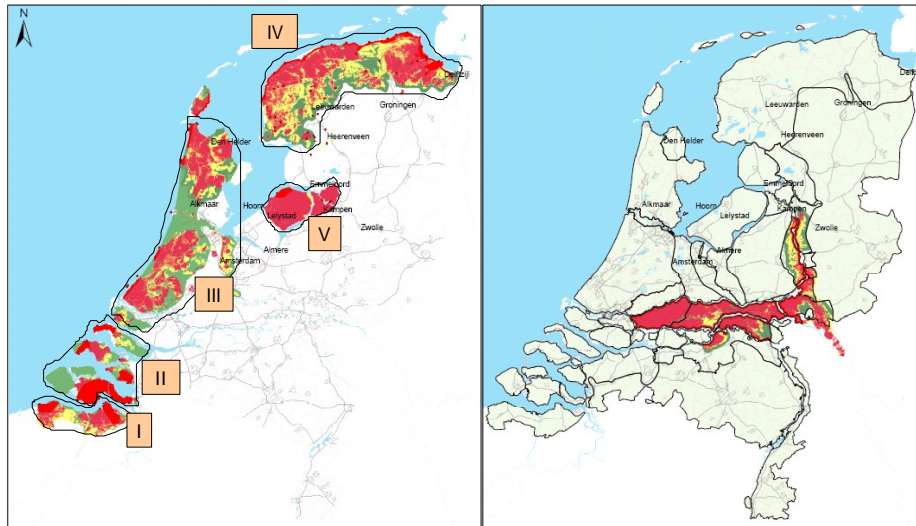 N
IV
Delfzijl
Leeuwarden
Groningen
Heerenveen
Den Helder
Emmeloord
Alkmaar
Hoorn
Kampen
Lelystad
V
Zwolle
Almere
Amsterdam
III
II
I
Leeuwarden
Groningen
Heerenveen
Den Helder
Emmeloord
Alkmaar
Hoorn
Kampen
Lelystad
Zwolle
Almere
Amsterdam